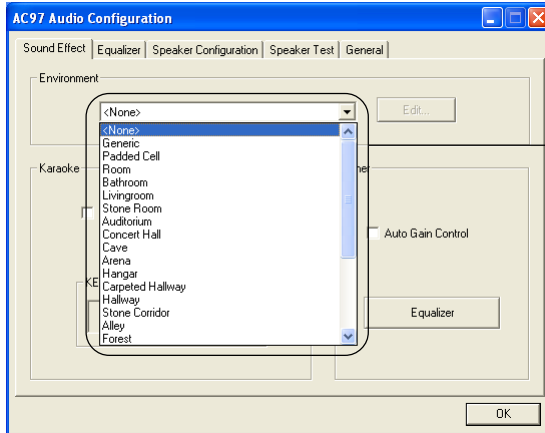 AC97 Audio Configuration
Sound Effect Equalizer Speaker Configuration Speaker Test General
Environment
<None> Edit...
<None>
Generic
Padded Cell
Room
Bathroom
Livingroom
Stone Room
Auditorium
Concert Hall
Cave
Arena
Hangar
Carpeted Hallway
Hallway
Stone Corridor
Alley
Forest
Karaoke
Auto Gain Control
Equalizer
OK